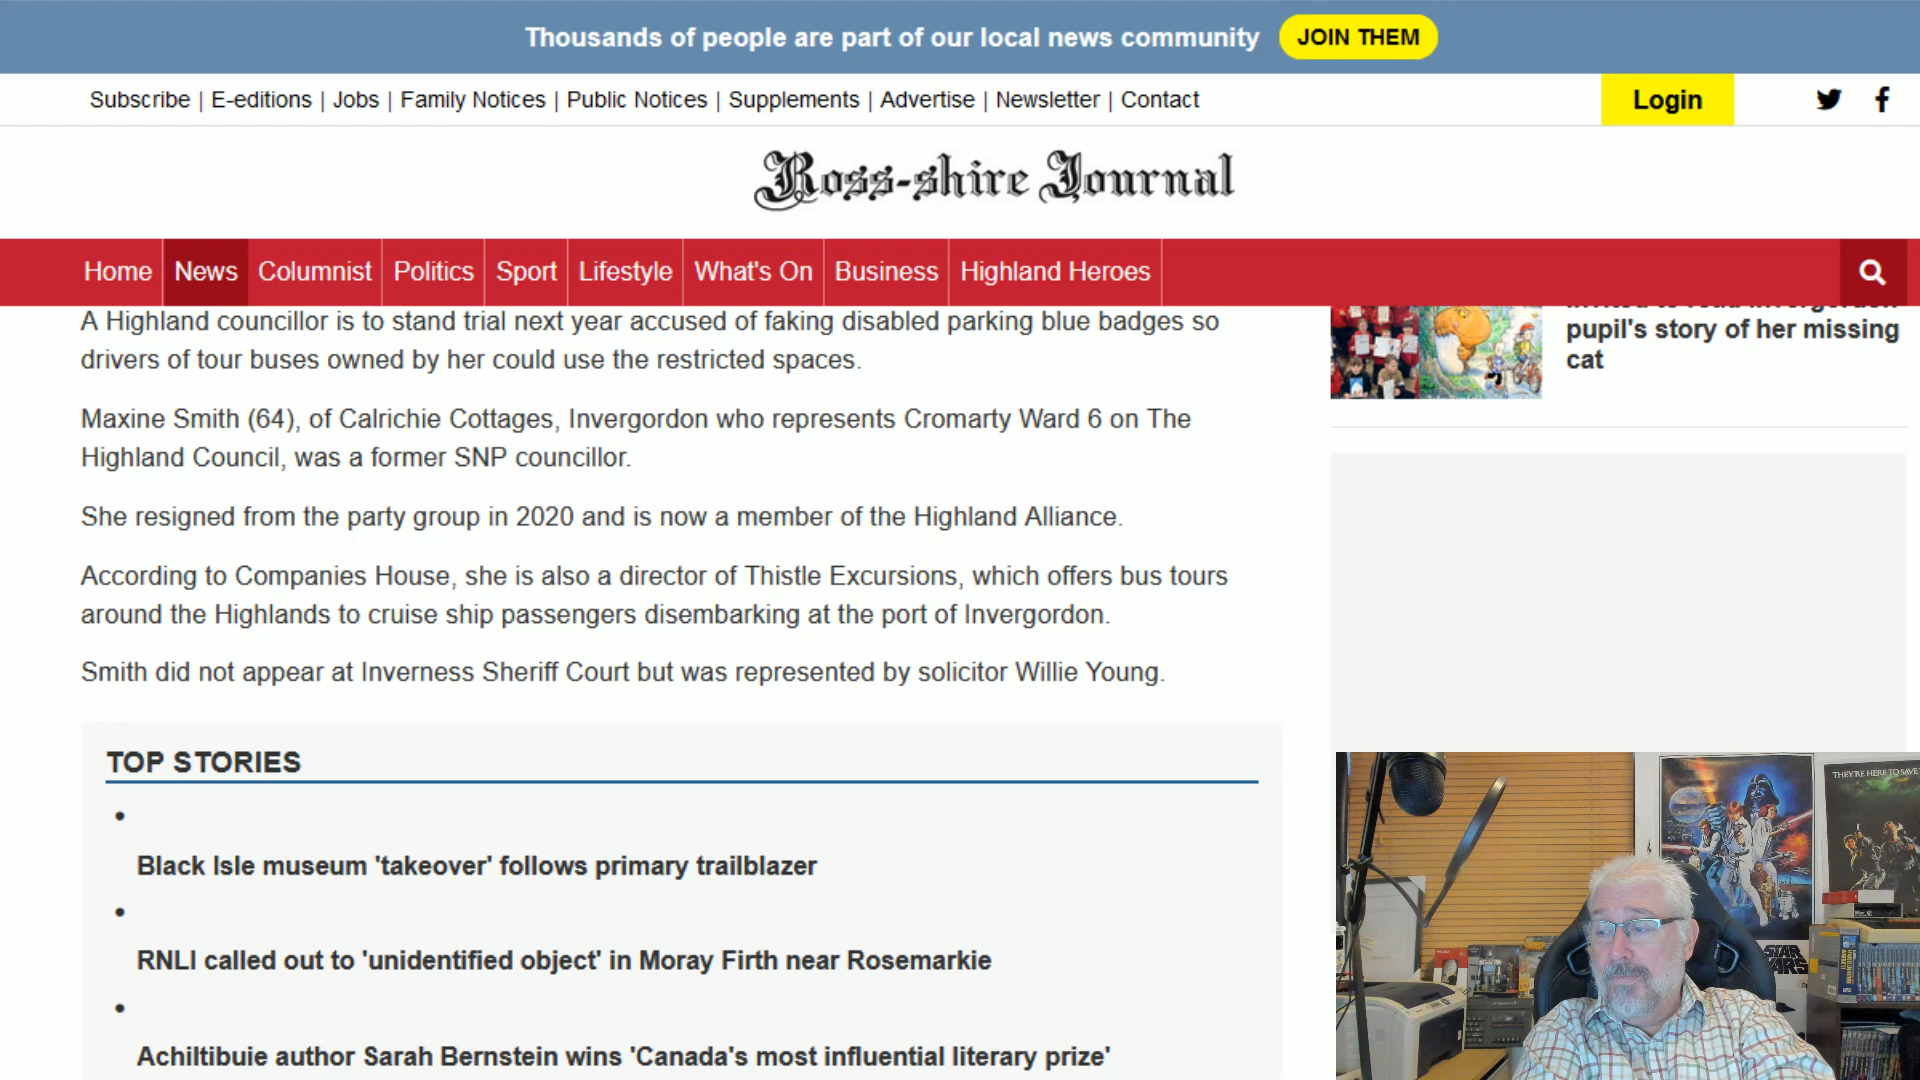 Thousands of people are part of our local news community JOIN THEM
Subscribe | E-editions | Jobs | Family Notices | Public Notices | Supplements | Advertise | Newsletter | Contact
Login
Ross-shire Journal
Home News Columnist Politics Sport Lifestyle What's On Business Highland Heroes
A Highland councillor is to stand trial next year accused of faking disabled parking blue badges so
drivers of tour buses owned by her could use the restricted spaces.
Maxine Smith (64), of Calrichie Cottages, Invergordon who represents Cromarty Ward 6 on The
Highland Council, was a former SNP councillor.
She resigned from the party group in 2020 and is now a member of the Highland Alliance.
According to Companies House, she is also a director of Thistle Excursions, which offers bus tours
around the Highlands to cruise ship passengers disembarking at the port of Invergordon.
Smith did not appear at Inverness Sheriff Court but was represented by solicitor Willie Young.
TOP STORIES
Black Isle museum 'takeover' follows primary trailblazer
RNLI called out to 'unidentified object' in Moray Firth near Rosemarkie
Achiltibuie author Sarah Bernstein wins 'Canada's most influential literary prize'
pupil's story of her missing
cat
THEY'RE HERE TO SAVE
STAR
WARS